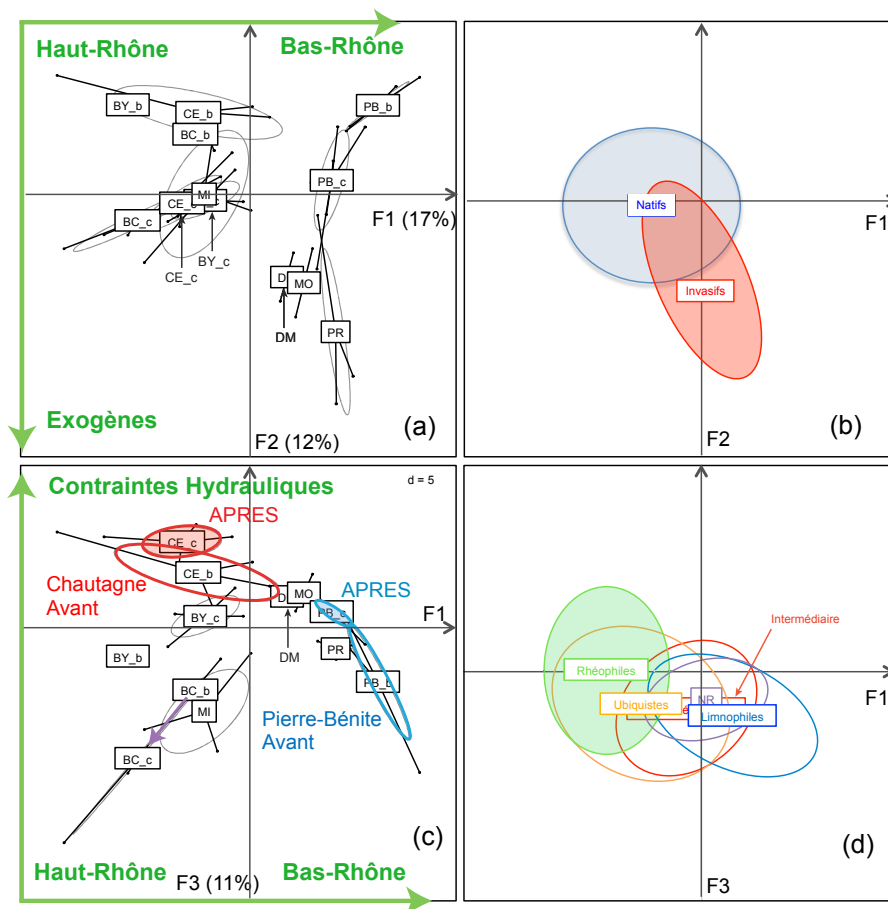 Haut-Rhône
Bas-Rhône
BY_b
CE_b
BC_b
PB_b
MI
CE_c
BC_c
PB_c
F1 (17%)
BY_c
CE_c
MO
DM
PR
Exogènes
F2 (12%)
(a)
Natifs
F1
Invasifs
F2
(b)
Contraintes Hydrauliques
d = 5
APRES
CE_c
CE_b
Chautagne
Avant
APRES
MO
PB_c
F1
BY_c
DM
PR
BY_b
PB_b
BC_b
MI
Pierre-Bénite
Avant
BC_c
(c)
Haut-Rhône
F3 (11%)
Bas-Rhône
Intermédiaire
F1
Rhéophiles
NR
Ubiquistes
Limnophiles
F3
(d)